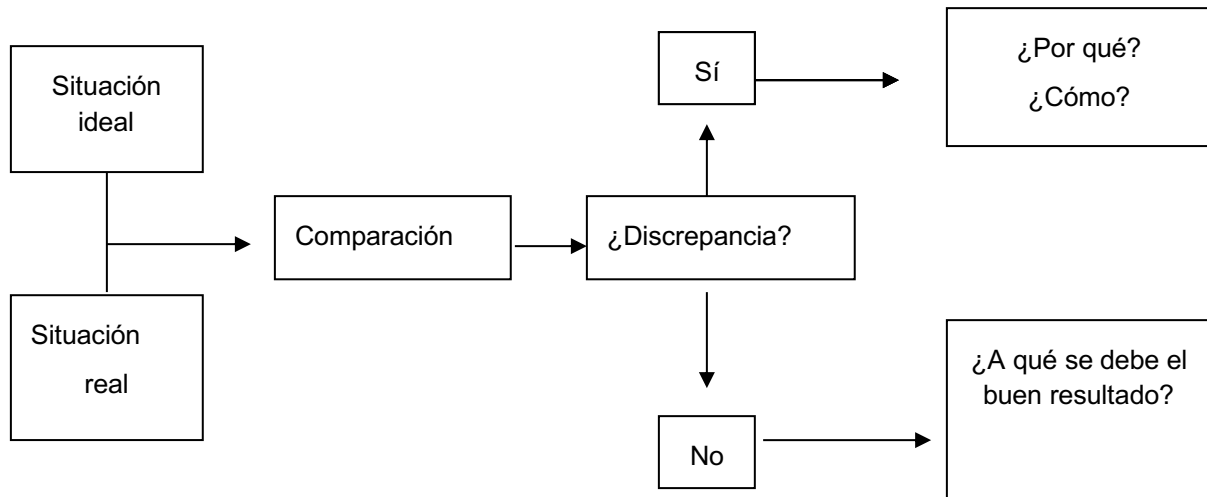 Situación
ideal
Situación
real
Comparación
¿Discrepancia?
Sí
¿Por qué?
¿Cómo?
No
¿A qué se debe el
buen resultado?